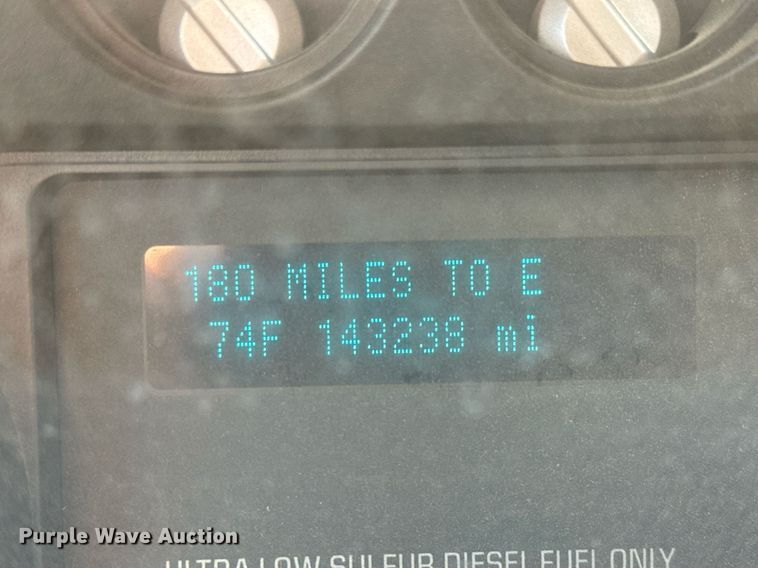 180 MILES TO E
74F 143238 mi
Purple Wave Auction
ULTRA LOW SULFUR DIESEL FUEL ONLY